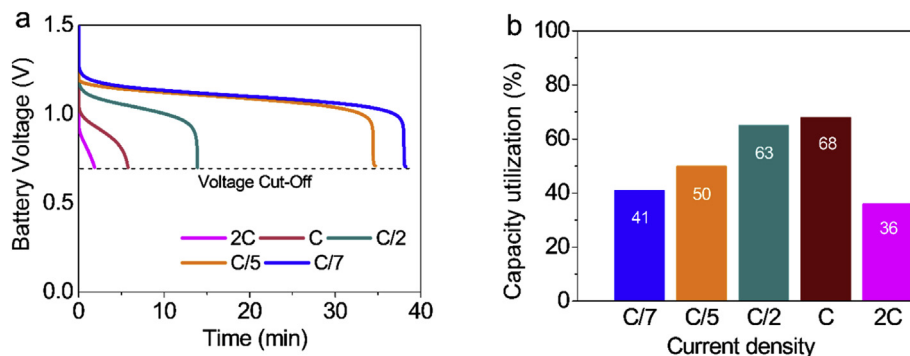 a
1.5
1.0
0.5
0.0
Battery Voltage (V)
Voltage Cut-Off
2C C C/2
C/5 C/7
0 10 20 30 40
Time (min)
b
100
80
60
40
20
0
Capacity utilization (%)
41 50 63 68 36
C/7 C/5 C/2 C 2C
Current density